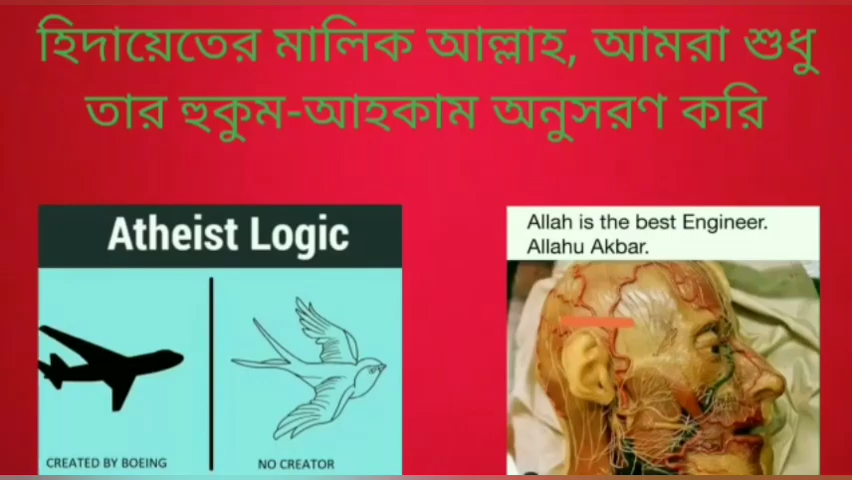 হিদায়েতের মালিক আল্লাহ, আমরা শুধু
তার হুকুম-আহকাম অনুসরণ করি
Atheist Logic
CREATED BY BOEING
NO CREATOR
Allah is the best Engineer.
Allahu Akbar.